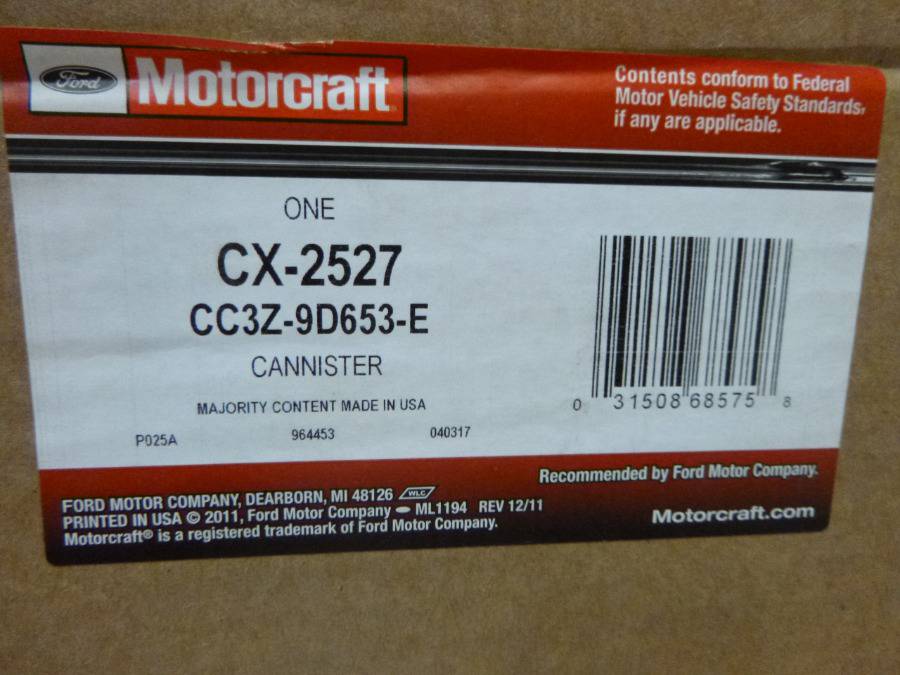 Ford
Motorcraft
Contents conform to Federal
Motor Vehicle Safety Standards,
if any are applicable.
ONE
CX-2527
CC3Z-9D653-E
CANNISTER
MAJORITY CONTENT MADE IN USA
P025A 964453 040317
0 31508 68575 8
Recommended by Ford Motor Company.
FORD MOTOR COMPANY, DEARBORN, MI 48126 WLC
PRINTED IN USA © 2011, Ford Motor Company ML1194 REV 12/11
Motorcraft® is a registered trademark of Ford Motor Company.
Motorcraft.com